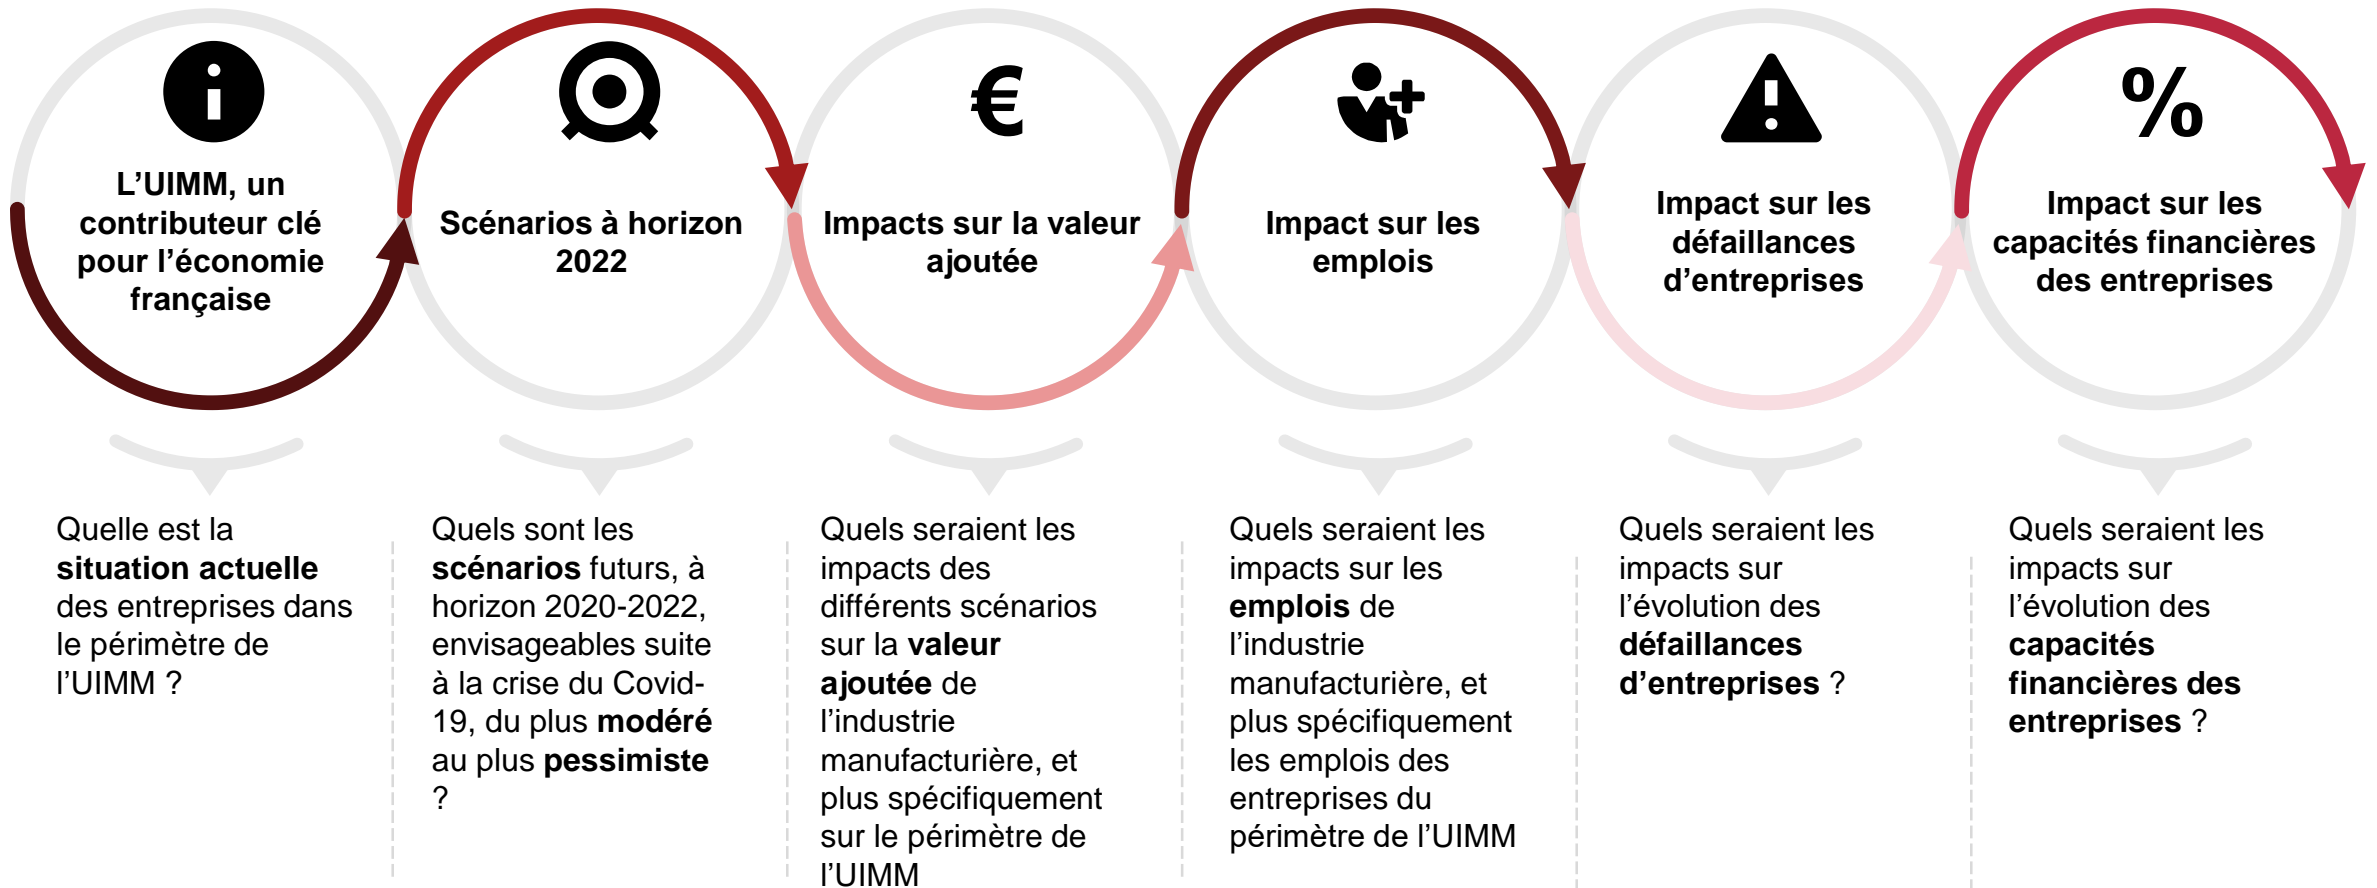 €
%
L’UIMM, un
contributeur clé
pour l’économie
française
Scénarios à horizon
2022
Impacts sur la valeur
ajoutée
Impact sur les
emplois
Impact sur les
défaillances
d’entreprises
Impact sur les
capacités financières
des entreprises
Quelle est la
situation actuelle
des entreprises dans
le périmètre de
l’UIMM ?
Quels sont les
scénarios futurs, à
horizon 2020-2022,
envisageables suite
à la crise du Covid-
19, du plus modéré
au plus pessimiste
?
Quels seraient les
impacts des
différents scénarios
sur la valeur
ajoutée de
l’industrie
manufacturière, et
plus spécifiquement
sur le périmètre de
l’UIMM
Quels seraient les
impacts sur les
emplois de
l’industrie
manufacturière, et
plus spécifiquement
les emplois des
entreprises du
périmètre de l’UIMM
Quels seraient les
impacts sur
l’évolution des
défaillances
d’entreprises ?
Quels seraient les
impacts sur
l’évolution des
capacités
financières des
entreprises ?